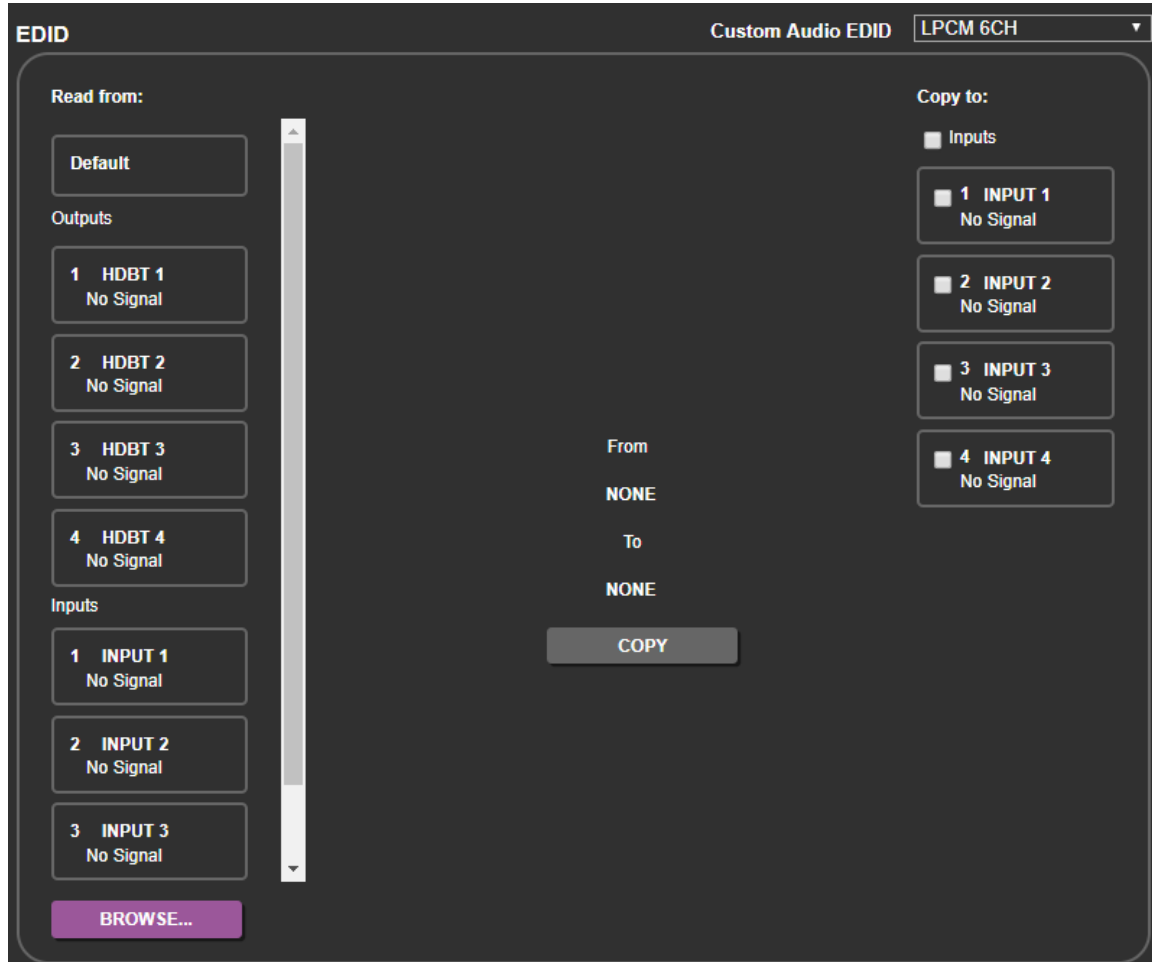 EDID
Custom Audio EDID
LPCM 6CH
Read from:
Default
Outputs
1 HDBT 1
No Signal
2 HDBT 2
No Signal
3 HDBT 3
No Signal
4 HDBT 4
No Signal
Inputs
1 INPUT 1
No Signal
2 INPUT 2
No Signal
3 INPUT 3
No Signal
BROWSE...
From
NONE
To
NONE
COPY
Copy to:
Inputs
1 INPUT 1
No Signal
2 INPUT 2
No Signal
3 INPUT 3
No Signal
4 INPUT 4
No Signal